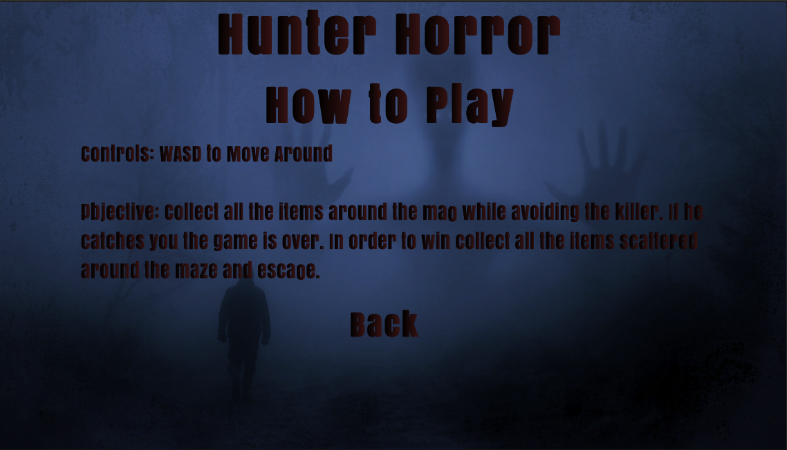 Hunter Horror
How to Play
Controls: WASD to Move Around
Objective: Collect all the items around the map while avoiding the killer. If he
catches you the game is over. In order to win collect all the items scattered
around the maze and escape.
Back